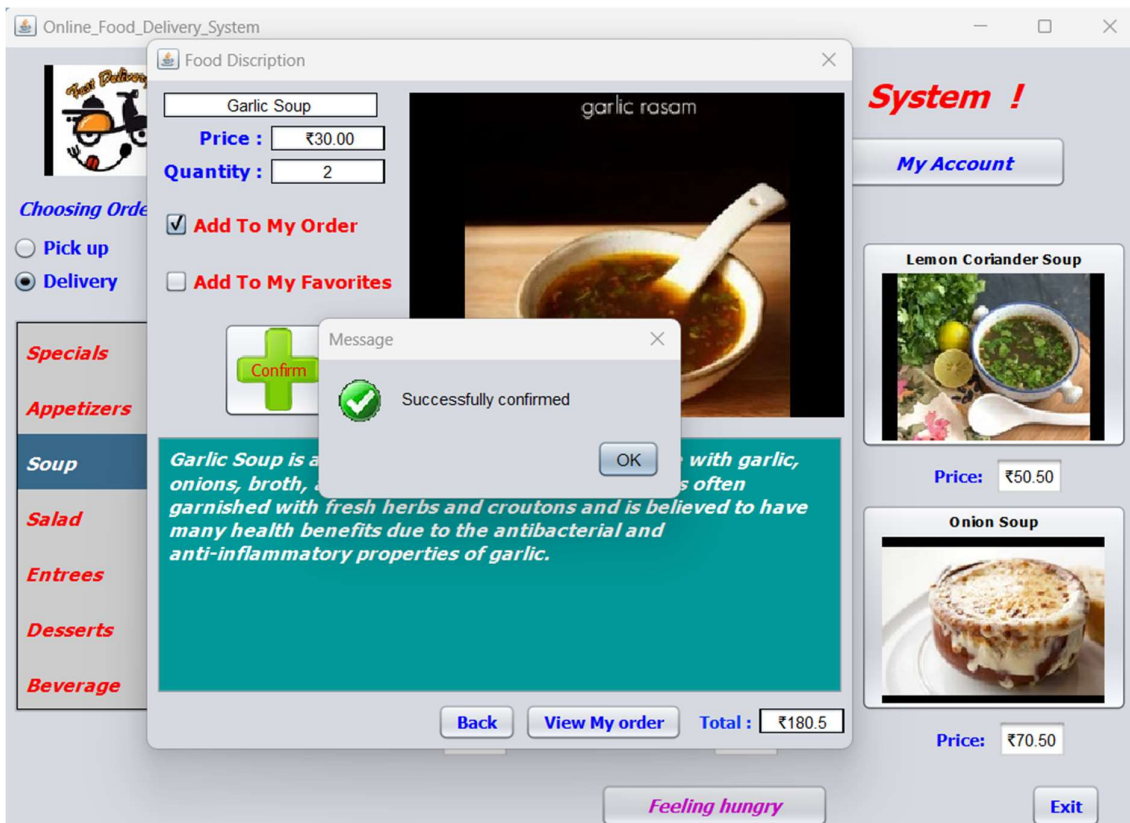 Online_Food_Delivery_System
Food Discription
Fast Delivery
System !
Garlic Soup
garlic rasam
Price : ₹30.00
Quantity : 2
My Account
Choosing Orde
Add To My Order
Pick up
Delivery
Add To My Favorites
Lemon Coriander Soup
Specials
Appetizers
Soup
Salad
Entrees
Desserts
Beverage
Confirm
Message
Successfully confirmed
OK
Garlic Soup is a with garlic,
onions, broth, s often
garnished with fresh herbs and croutons and is believed to have
many health benefits due to the antibacterial and
anti-inflammatory properties of garlic.
Price: ₹50.50
Onion Soup
Back
View My order
Total : ₹180.5
Price: ₹70.50
Feeling hungry
Exit